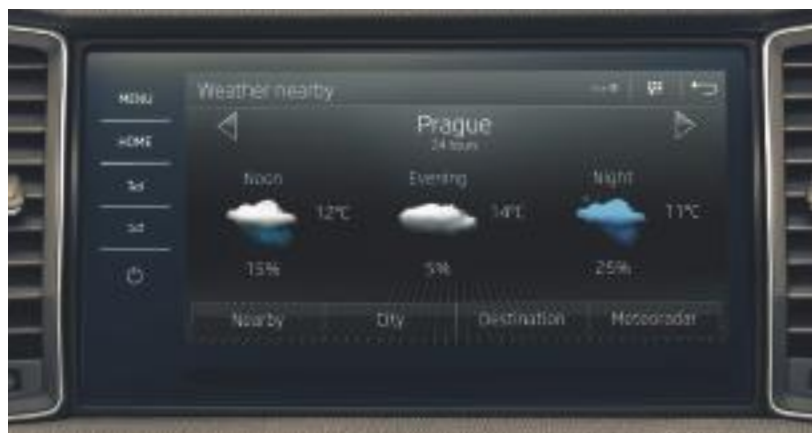 MENU
HOME
Weather nearby
Prague
24 hours
Noon
12°C
15%
Evening
14°C
5%
Night
11°C
25%
Nearby
City
Destination
Meteoradar